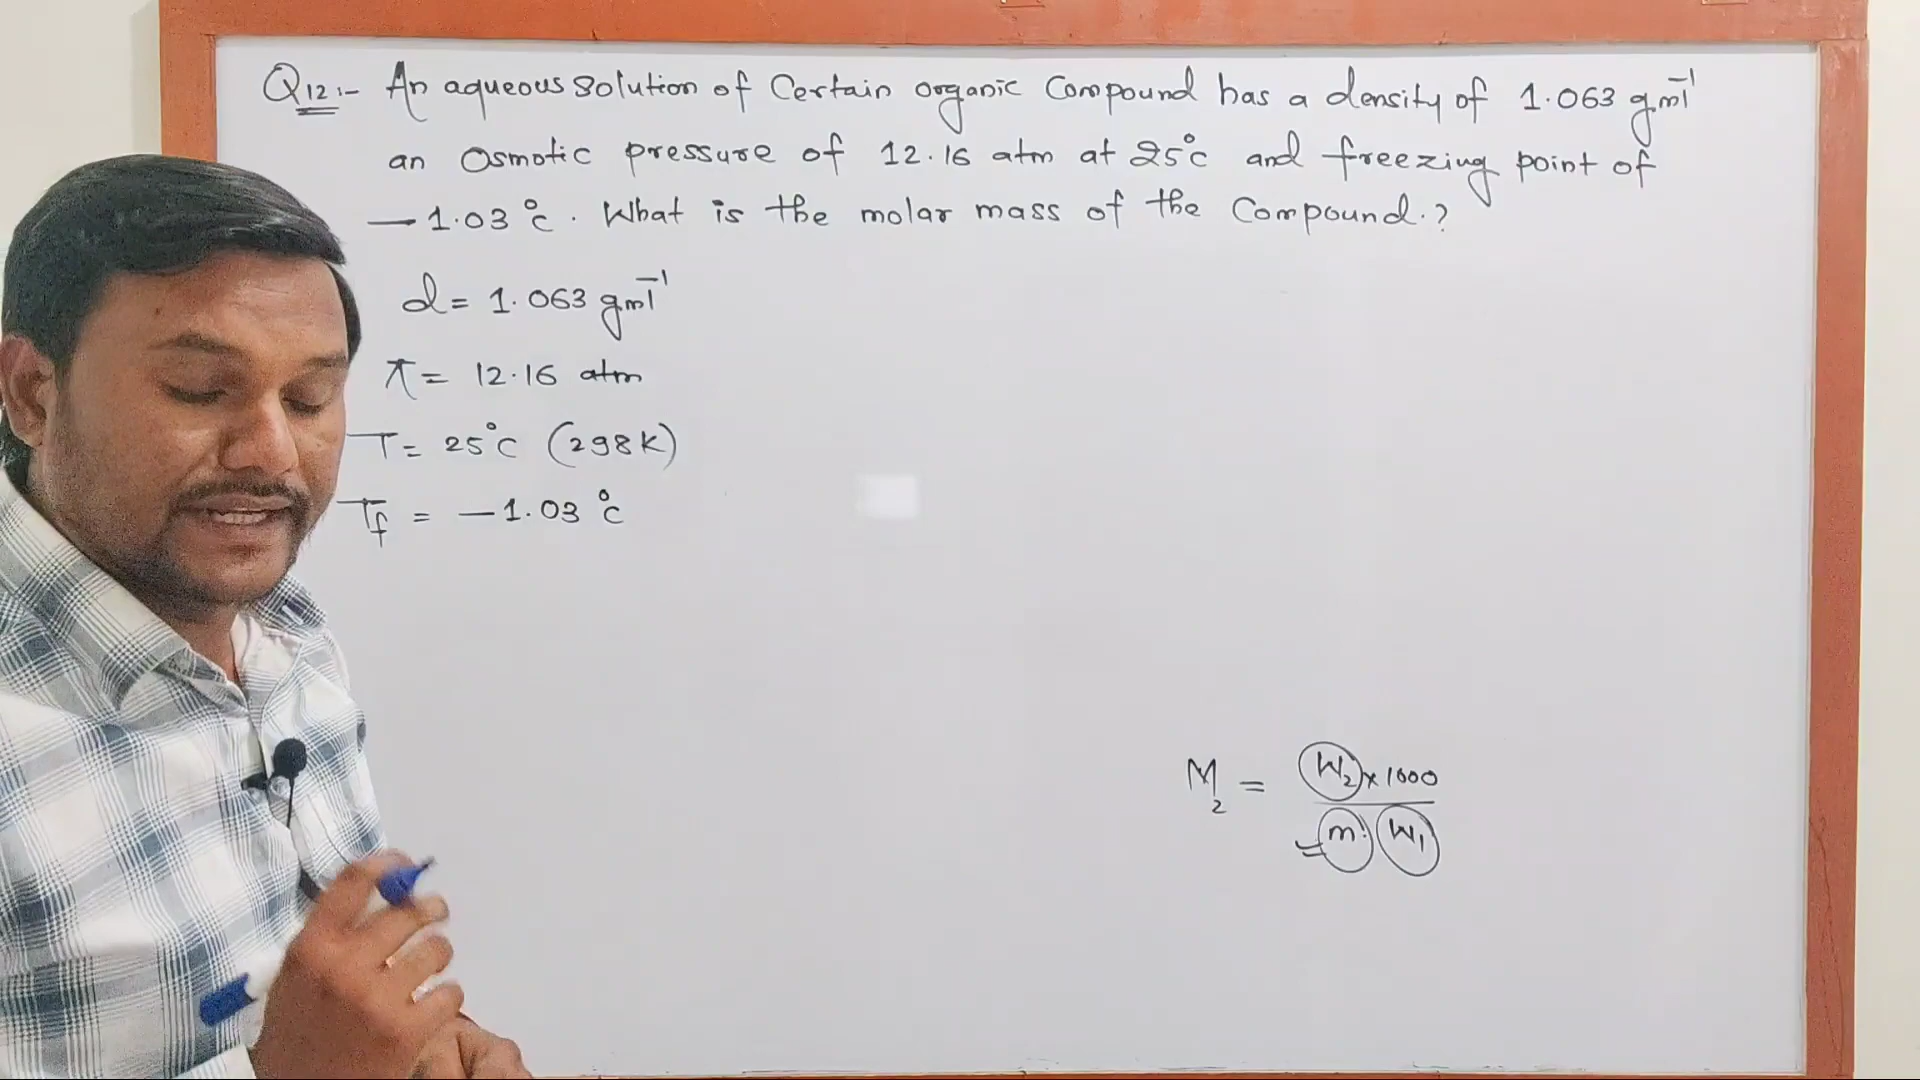 Q12:- An aqueous solution of Certain organic Compound has a density of 1.063 gml⁻¹
an Osmotic pressure of 12.16 atm at 25°c and freezing point of
-1.03 °c. What is the molar mass of the Compound.?
d = 1.063 gml⁻¹
π = 12.16 atm
T = 25°c (298K)
Tf = -1.03 °c
M₂ = W₂ × 1000
= m W₁